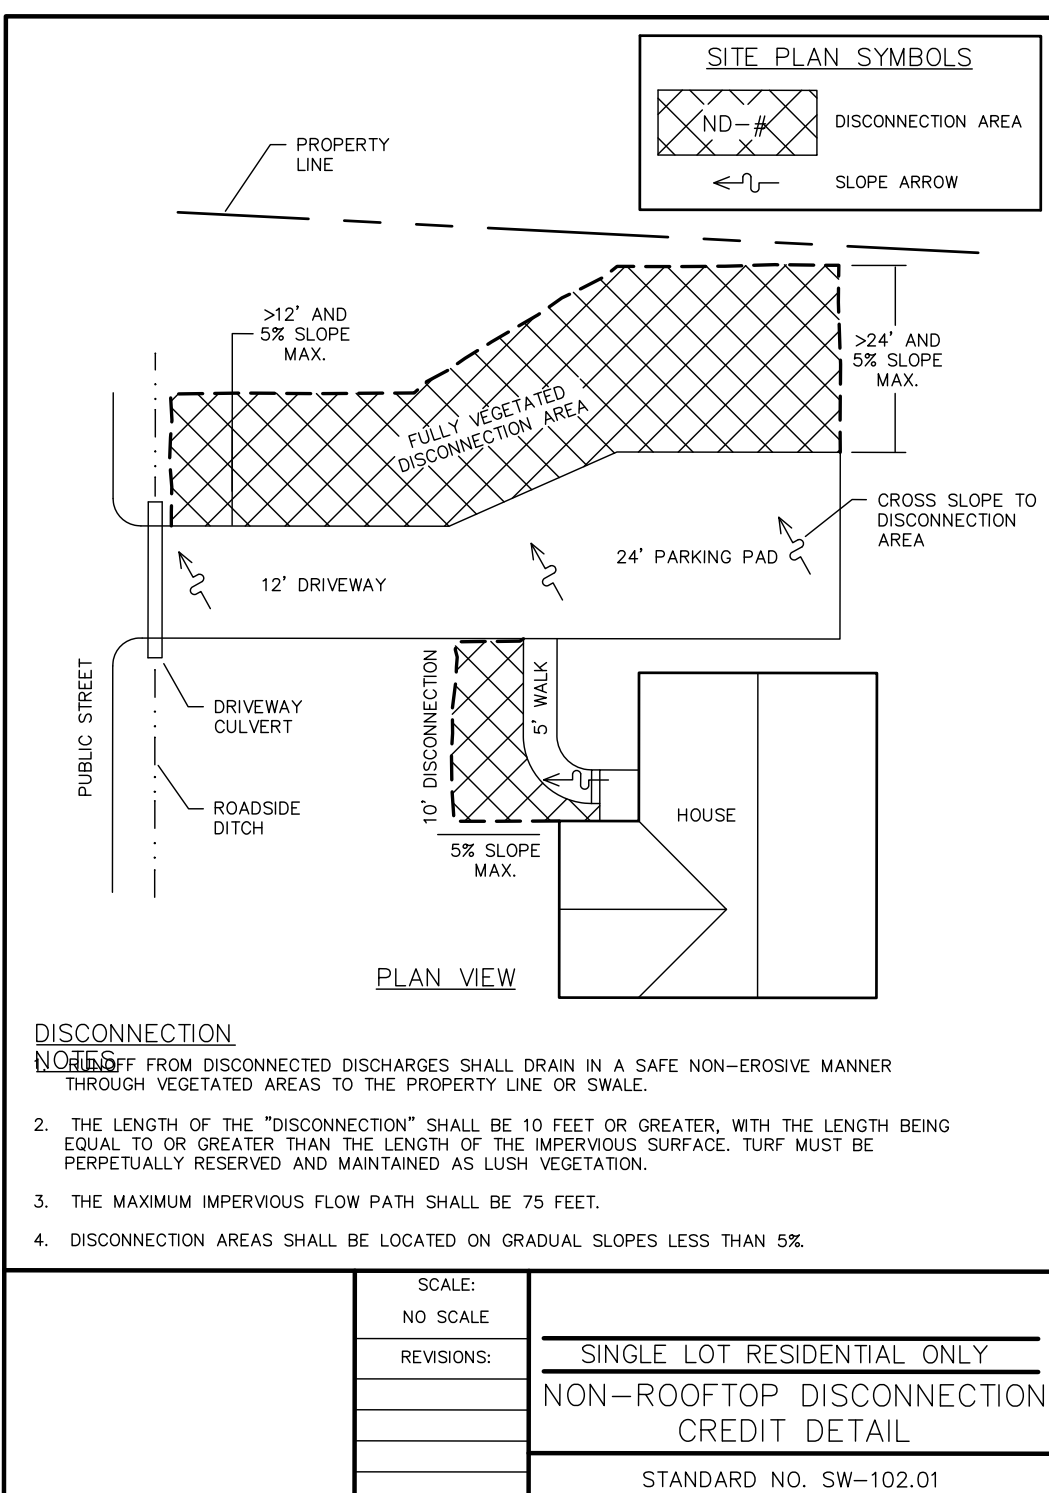 SITE PLAN SYMBOLS
ND-#
DISCONNECTION AREA
SLOPE ARROW
PROPERTY
LINE
>12' AND
5% SLOPE
MAX.
>24' AND
5% SLOPE
MAX.
FULLY VEGETATED
DISCONNECTION AREA
CROSS SLOPE TO
DISCONNECTION
AREA
24' PARKING PAD
12' DRIVEWAY
PUBLIC STREET
DRIVEWAY
CULVERT
ROADSIDE
DITCH
10' DISCONNECTION
5' WALK
5% SLOPE
MAX.
HOUSE
PLAN VIEW
DISCONNECTION
NOTES
1. RUNOFF FROM DISCONNECTED DISCHARGES SHALL DRAIN IN A SAFE NON-EROSIVE MANNER
THROUGH VEGETATED AREAS TO THE PROPERTY LINE OR SWALE.
2. THE LENGTH OF THE "DISCONNECTION" SHALL BE 10 FEET OR GREATER, WITH THE LENGTH BEING
EQUAL TO OR GREATER THAN THE LENGTH OF THE IMPERVIOUS SURFACE. TURF MUST BE
PERPETUALLY RESERVED AND MAINTAINED AS LUSH VEGETATION.
3. THE MAXIMUM IMPERVIOUS FLOW PATH SHALL BE 75 FEET.
4. DISCONNECTION AREAS SHALL BE LOCATED ON GRADUAL SLOPES LESS THAN 5%.
SCALE:
NO SCALE
REVISIONS:
SINGLE LOT RESIDENTIAL ONLY
NON-ROOFTOP DISCONNECTION
CREDIT DETAIL
STANDARD NO. SW-102.01